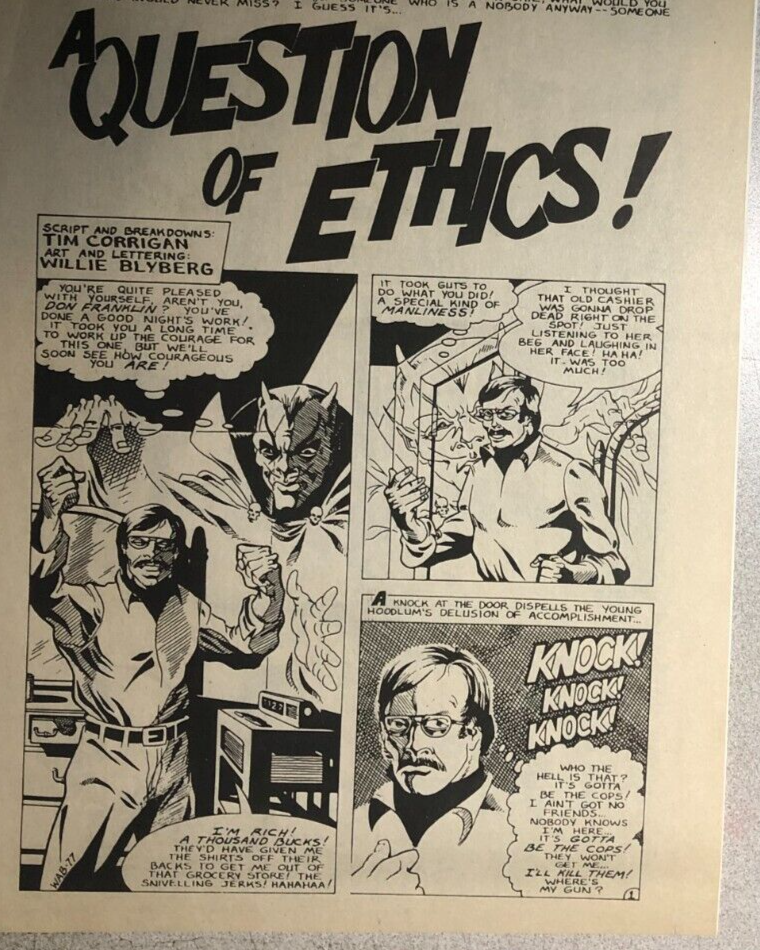 NEVER MISS? I GUESS IT'S...
WHO IS A NOBODY ANYWAY -- SOMEONE
WHAT WOULD YOU
A QUESTION
OF ETHICS!
SCRIPT AND BREAKDOWNS:
TIM CORRIGAN
ART AND LETTERING:
WILLIE BLYBERG
YOU'RE QUITE PLEASED
WITH YOURSELF, AREN'T YOU,
DON FRANKLIN? YOU'VE
DONE A GOOD NIGHT'S WORK!
IT TOOK YOU A LONG TIME
TO WORK UP THE COURAGE FOR
THIS ONE, BUT WE'LL
SOON SEE HOW COURAGEOUS
YOU ARE!
127
I'M RICH!
A THOUSAND BUCKS!
THEY'D HAVE GIVEN ME
THE SHIRTS OFF THEIR
BACKS TO GET ME OUT OF
THAT GROCERY STORE! THE
SNIVELLING JERKS! HAHAHAA!
WAB-77
IT TOOK GUTS TO
DO WHAT YOU DID!
A SPECIAL KIND OF
MANLINESS!
I THOUGHT
THAT OLD CASHIER
WAS GONNA DROP
DEAD RIGHT ON THE
SPOT! JUST
LISTENING TO HER
BEG AND LAUGHING IN
HER FACE! HA HA!
IT WAS TOO
MUCH!
A KNOCK AT THE DOOR DISPELLS THE YOUNG
HOODLUM'S DELUSION OF ACCOMPLISHMENT...
KNOCK!
KNOCK!
KNOCK!
WHO THE
HELL IS THAT?
IT'S GOTTA
BE THE COPS!
I AIN'T GOT NO
FRIENDS...
NOBODY KNOWS
I'M HERE...
IT'S GOTTA
BE THE COPS!
THEY WON'T
GET ME...
I'LL KILL THEM!
WHERE'S
MY GUN?
1